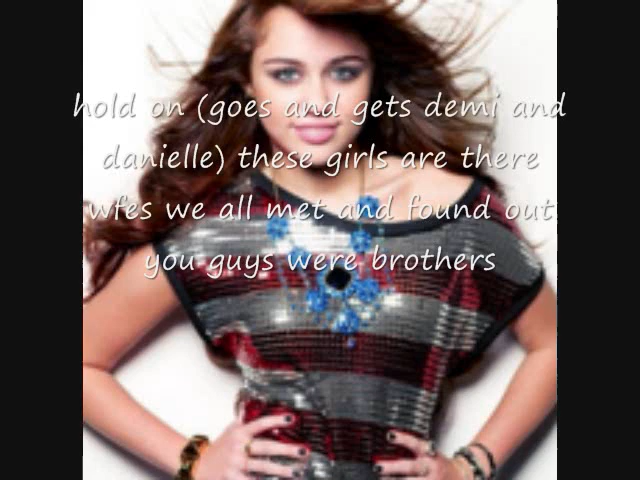 hold on (goes and gets demi and
danielle) these girls are there
wfes we all met and found out
you guys were brothers